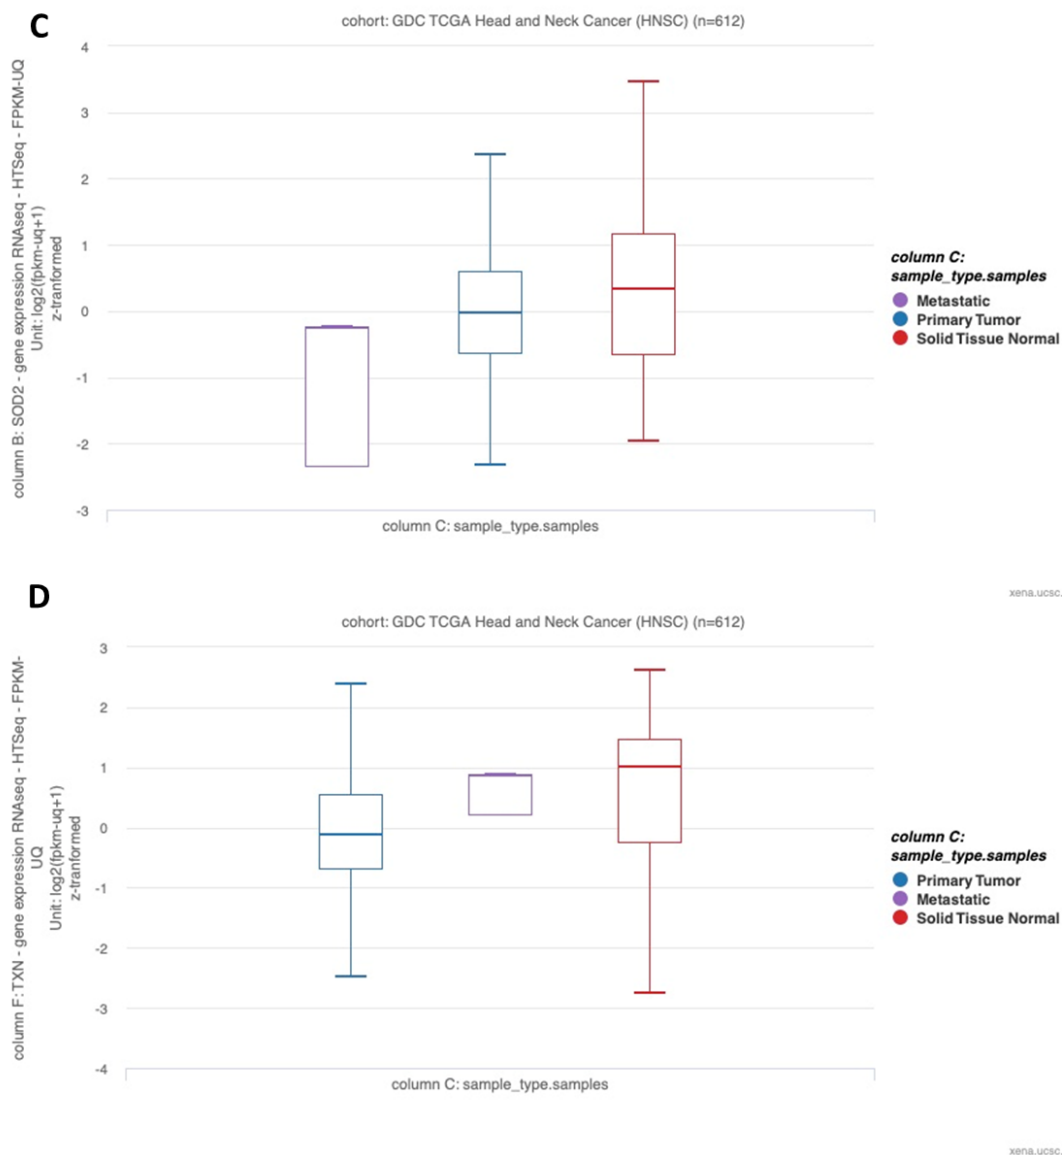 C
cohort: GDC TCGA Head and Neck Cancer (HNSC) (n=612)
column B: SOD2 - gene expression RNAseq - HTSeq - FPKM-UQ
Unit: log2(fpkm-uq+1)
z-tranformed
4
3
2
1
0
-1
-2
-3
column C: sample_type.samples
column C:
sample_type.samples
Metastatic
Primary Tumor
Solid Tissue Normal
xena.ucsc.
D
cohort: GDC TCGA Head and Neck Cancer (HNSC) (n=612)
column F: TXN - gene expression RNAseq - HTSeq - FPKM-
UQ
Unit: log2(fpkm-uq+1)
z-tranformed
3
2
1
0
-1
-2
-3
-4
column C: sample_type.samples
column C:
sample_type.samples
Primary Tumor
Metastatic
Solid Tissue Normal
xena.ucsc.